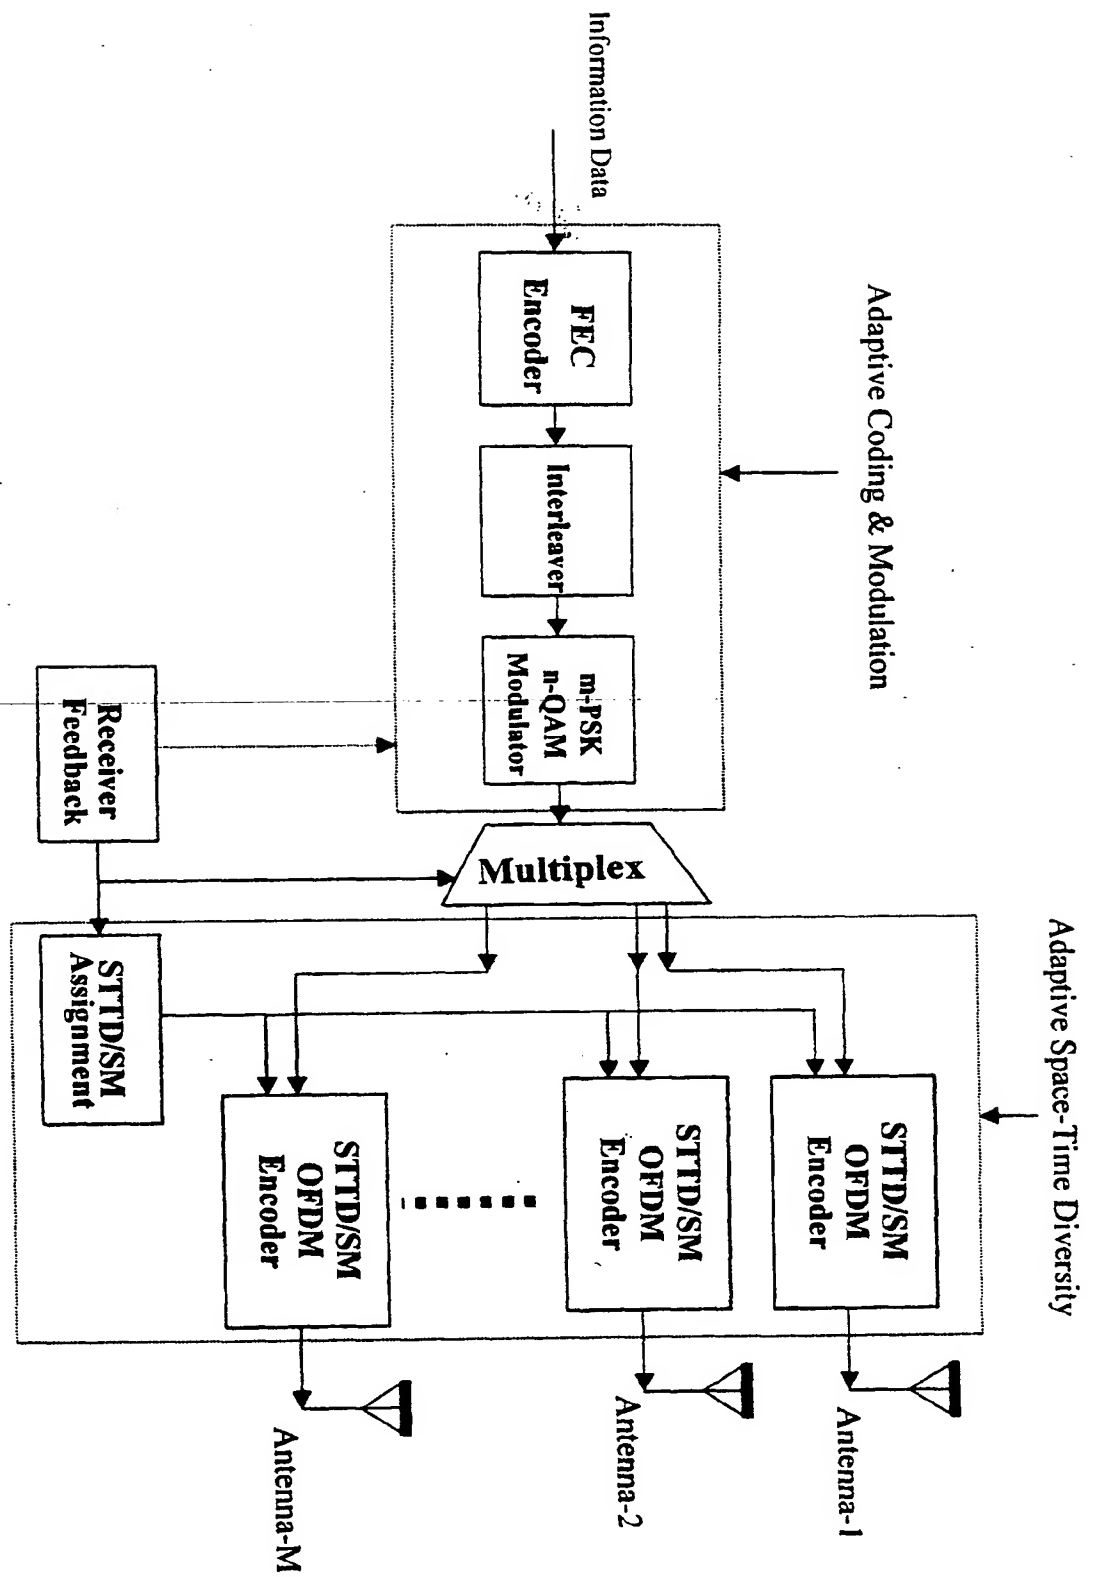 Adaptive Coding & Modulation
Adaptive Space-Time Diversity
Information Data
FEC
Encoder
Interleaver
m-PSK
n-QAM
Modulator
Multiplex
STTD/SM
OFDM
Encoder
Antenna-1
STTD/SM
OFDM
Encoder
Antenna-2
STTD/SM
OFDM
Encoder
Antenna-M
Receiver
Feedback
STTD/SM
Assignment